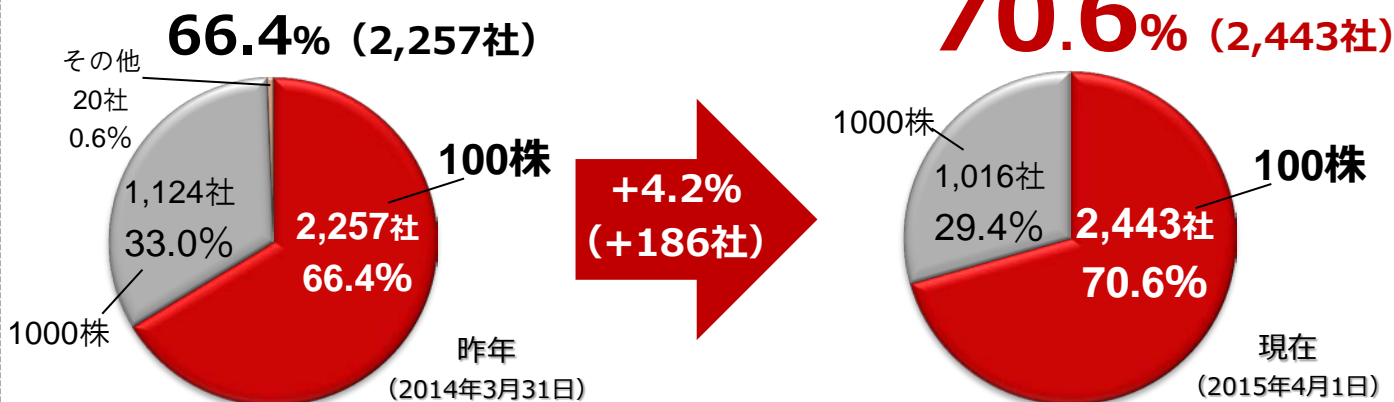 66.4%（2,257社）
その他
20社
0.6%
1,124社
33.0%
1000株
100株
2,257社
66.4%
昨年
（2014年3月31日）
+4.2%
（+186社）
70.6%（2,443社）
1000株
1,016社
29.4%
100株
2,443社
70.6%
現在
（2015年4月1日）